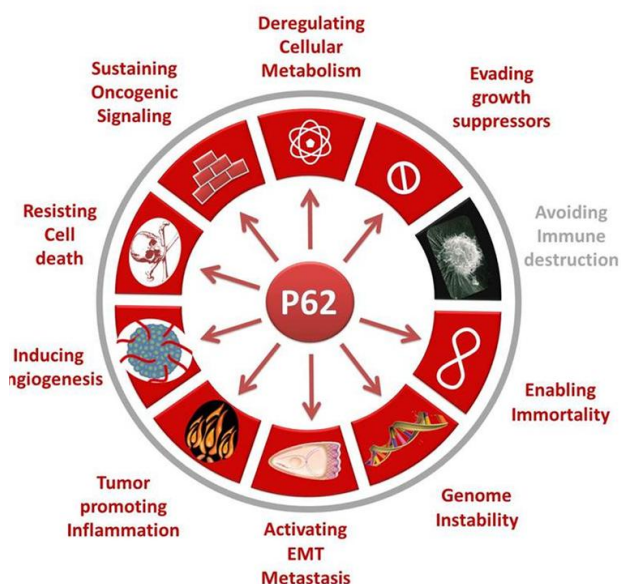 Deregulating
Cellular
Metabolism
Evading
growth
suppressors
Avoiding
Immune
destruction
Enabling
Immortality
Genome
Instability
Activating
EMT
Metastasis
Tumor
promoting
Inflammation
Inducing
ngiogenesis
Resisting
Cell
death
Sustaining
Oncogenic
Signaling
P62